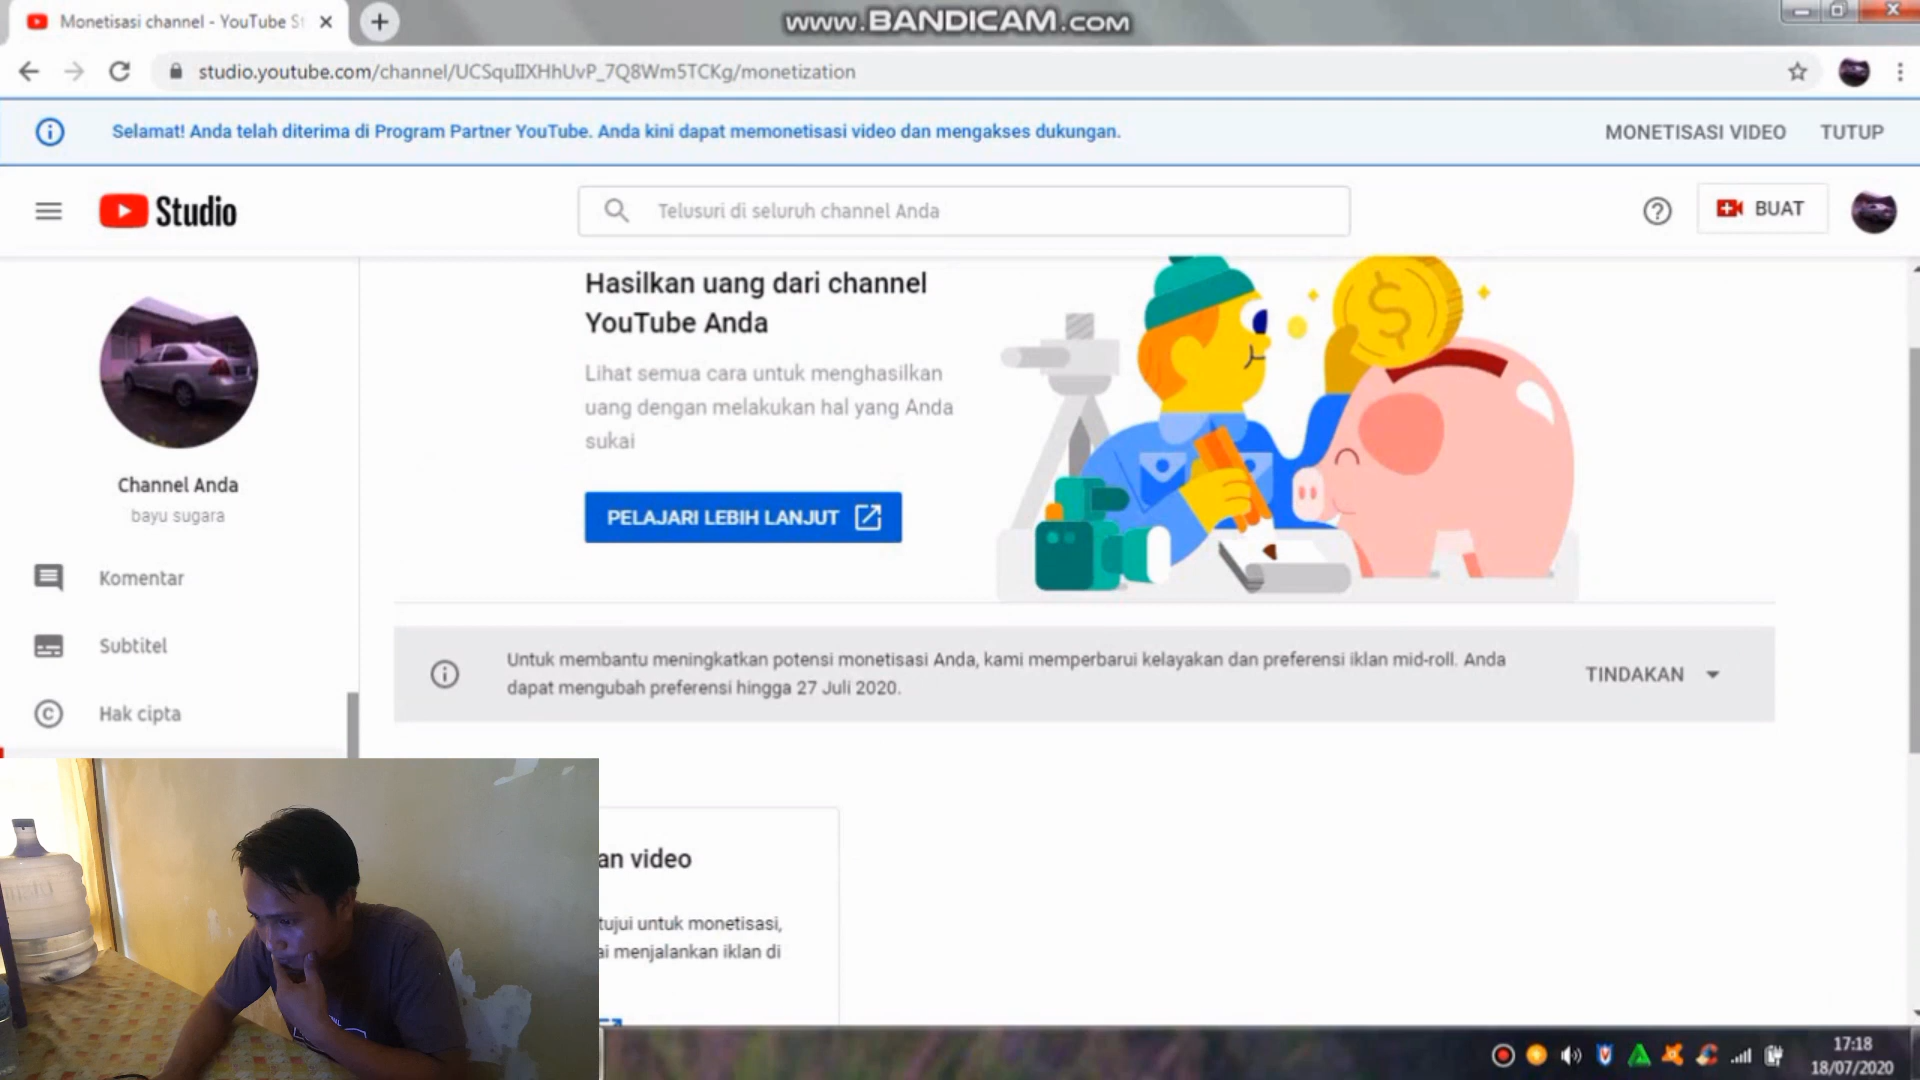 Monetisasi channel - YouTube St
www.BANDICAM.com
studio.youtube.com/channel/UCSquIIXHhUvP_7Q8Wm5TCKg/monetization
Selamat! Anda telah diterima di Program Partner YouTube. Anda kini dapat memonetisasi video dan mengakses dukungan.
MONETISASI VIDEO
TUTUP
Studio
Telusuri di seluruh channel Anda
BUAT
Hasilkan uang dari channel
YouTube Anda
Lihat semua cara untuk menghasilkan
uang dengan melakukan hal yang Anda
sukai
PELAJARI LEBIH LANJUT
Channel Anda
bayu sugara
Komentar
Subtitel
Hak cipta
Untuk membantu meningkatkan potensi monetisasi Anda, kami memperbarui kelayakan dan preferensi iklan mid-roll. Anda
dapat mengubah preferensi hingga 27 Juli 2020.
TINDAKAN
an video
tujui untuk monetisasi,
ai menjalankan iklan di
17:18
18/07/2020